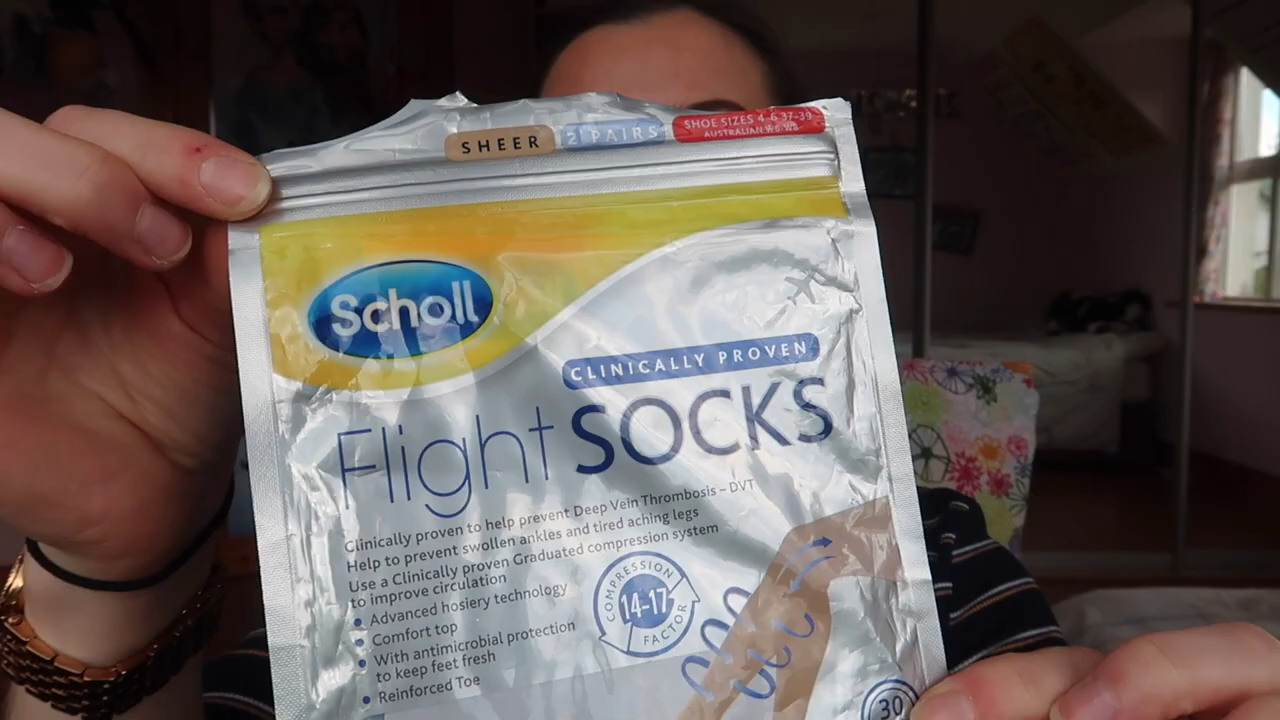 SHEER
2 PAIRS
SHOE SIZES 4-6 37-39
AUSTRALIAN W6-W8
Scholl
CLINICALLY PROVEN
Flight SOCKS
Clinically proven to help prevent Deep Vein Thrombosis – DVT
Help to prevent swollen ankles and tired aching legs
Use a Clinically proven Graduated compression system
to improve circulation
• Advanced hosiery technology
• Comfort top
• With antimicrobial protection
to keep feet fresh
• Reinforced Toe
COMPRESSION
14-17
FACTOR
30